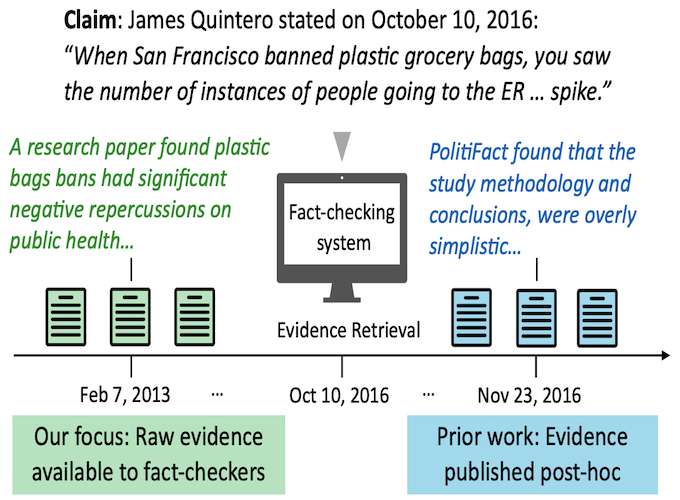 Claim: James Quintero stated on October 10, 2016:
“When San Francisco banned plastic grocery bags, you saw
the number of instances of people going to the ER … spike.”
A research paper found plastic
bags bans had significant
negative repercussions on
public health…
Fact-checking
system
PolitiFact found that the
study methodology and
conclusions, were overly
simplistic…
Evidence Retrieval
Feb 7, 2013 ... Oct 10, 2016 ... Nov 23, 2016
Our focus: Raw evidence
available to fact-checkers
Prior work: Evidence
published post-hoc